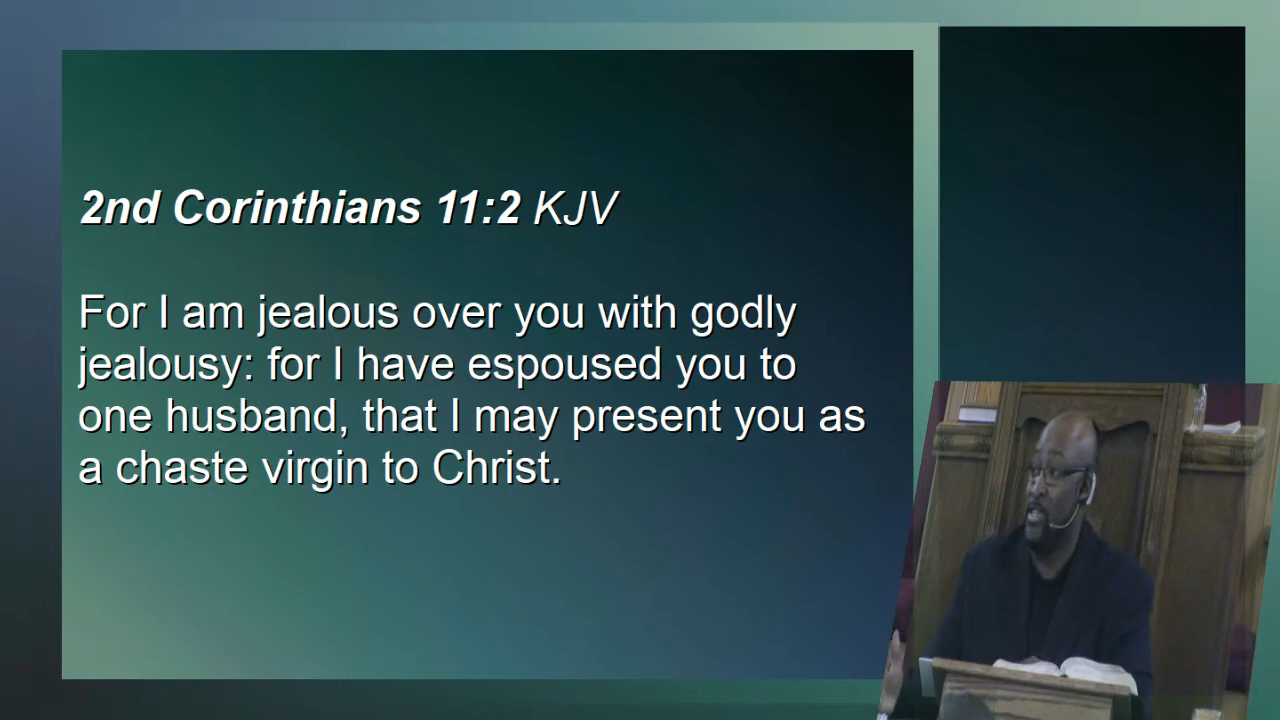 2nd Corinthians 11:2 KJV
For I am jealous over you with godly
jealousy: for I have espoused you to
one husband, that I may present you as
a chaste virgin to Christ.